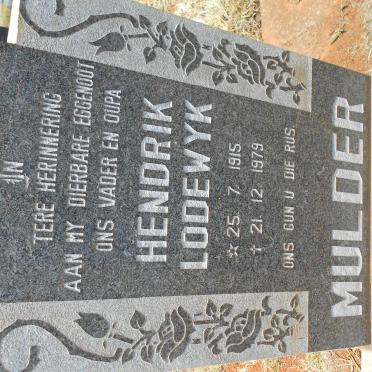 IN
TERE HERINNERING
AAN MY DIERBARE EGGENOOT
ONS VADER EN OUPA
HENDRIK
LODEWYK
☆ 25. 7. 1915
† 21. 12. 1979
ONS GUN U DIE RUS.
MULDER